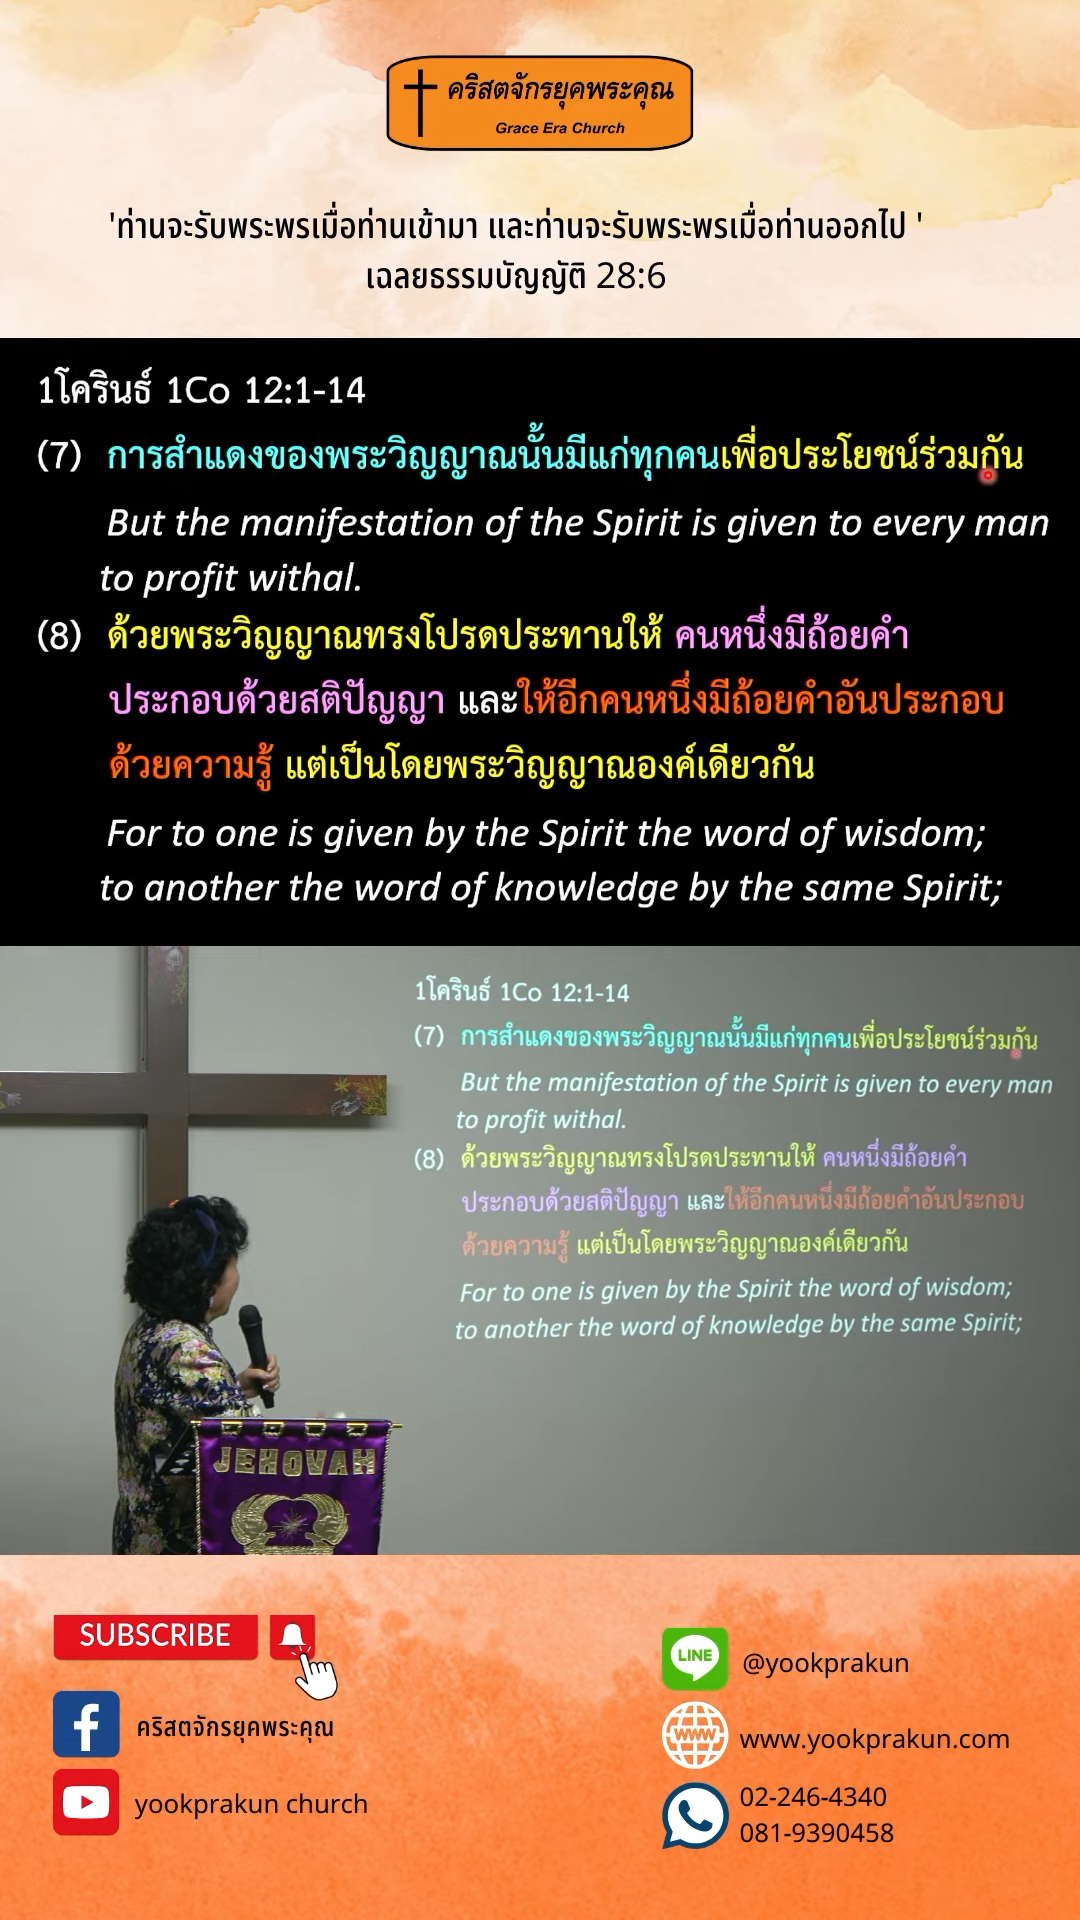 คริสตจักรยุคพระคุณ
Grace Era Church
'ท่านจะรับพระพรเมื่อท่านเข้ามา และท่านจะรับพระพรเมื่อท่านออกไป '
เฉลยธรรมบัญญัติ 28:6
1โครินธ์ 1Co 12:1-14
(7) การสำแดงของพระวิญญาณนั้นมีแก่ทุกคนเพื่อประโยชน์ร่วมกัน
But the manifestation of the Spirit is given to every man
to profit withal.
(8) ด้วยพระวิญญาณทรงโปรดประทานให้ คนหนึ่งมีถ้อยคำ
ประกอบด้วยสติปัญญา และให้อีกคนหนึ่งมีถ้อยคำอันประกอบ
ด้วยความรู้ แต่เป็นโดยพระวิญญาณองค์เดียวกัน
For to one is given by the Spirit the word of wisdom;
to another the word of knowledge by the same Spirit;
1โครินธ์ 1Co 12:1-14
(7) การสำแดงของพระวิญญาณนั้นมีแก่ทุกคนเพื่อประโยชน์ร่วมกัน
But the manifestation of the Spirit is given to every man
to profit withal.
(8) ด้วยพระวิญญาณทรงโปรดประทานให้ คนหนึ่งมีถ้อยคำ
ประกอบด้วยสติปัญญา และให้อีกคนหนึ่งมีถ้อยคำอันประกอบ
ด้วยความรู้ แต่เป็นโดยพระวิญญาณองค์เดียวกัน
For to one is given by the Spirit the word of wisdom;
to another the word of knowledge by the same Spirit;
JEHOVAH
SUBSCRIBE
คริสตจักรยุคพระคุณ
yookprakun church
LINE
@yookprakun
WWW
www.yookprakun.com
02-246-4340
081-9390458